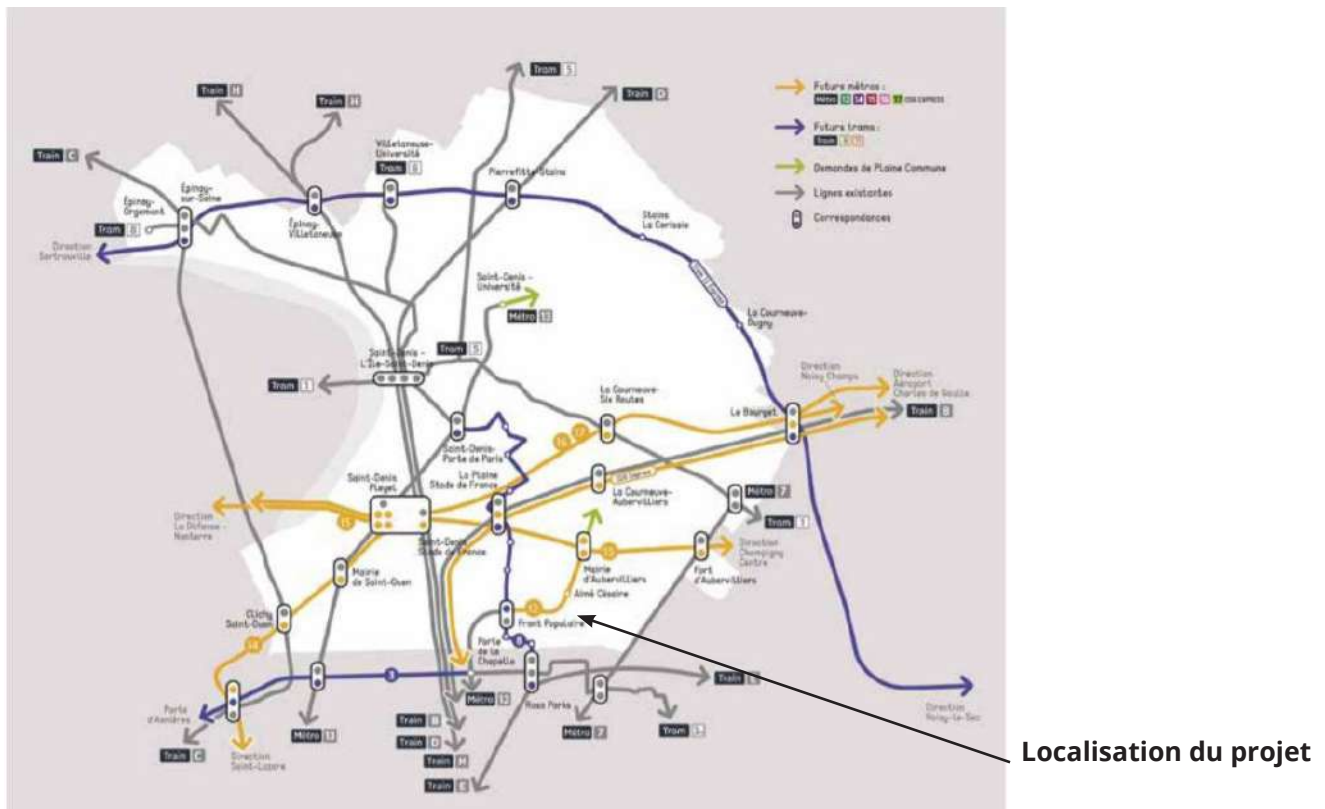 Tram 5
Train D
Train H
Train H
Train C
Villetaneuse-
Université
Tram 8
Pierrefitte-Stains
Épinay-
sur-Seine
Épinay-
Orgemont
Tram 8
Épinay-
Villetaneuse
Direction
Sartrouville
Stains
La Cerisaie
La Courneuve-
Dugny
Saint-Denis -
Université
Métro 13
Saint-Denis -
L'Île-Saint-Denis
Tram 5
Tram 1
Futurs métros :
Futurs trams :
Demandes de Plaine Commune
Lignes existantes
Correspondances
La Courneuve-
Six Routes
Le Bourget
Direction
Noisy Champs
Direction
Aéroport
Charles de Gaulle
Train B
Saint-Denis-
Porte de Paris
La Plaine
Stade de France
16
17
Saint-Denis
Pleyel
La Courneuve-
Aubervilliers
Métro 7
Tram 1
Direction
La Défense -
Nanterre
15
Saint-Denis
Stade de France
Mairie
d'Aubervilliers
15
Fort
d'Aubervilliers
Direction
Champigny
Centre
Mairie
de Saint-Ouen
Aimé Césaire
12
Front Populaire
Clichy
Saint-Ouen
14
Porte
de la
Chapelle
8
3
Rosa Parks
Métro 12
Porte
d'Asnières
Train C
Direction
Saint-Lazare
Train B
Train D
Train H
Train E
Métro 7
Direction
Noisy-le-Sec
Localisation du projet